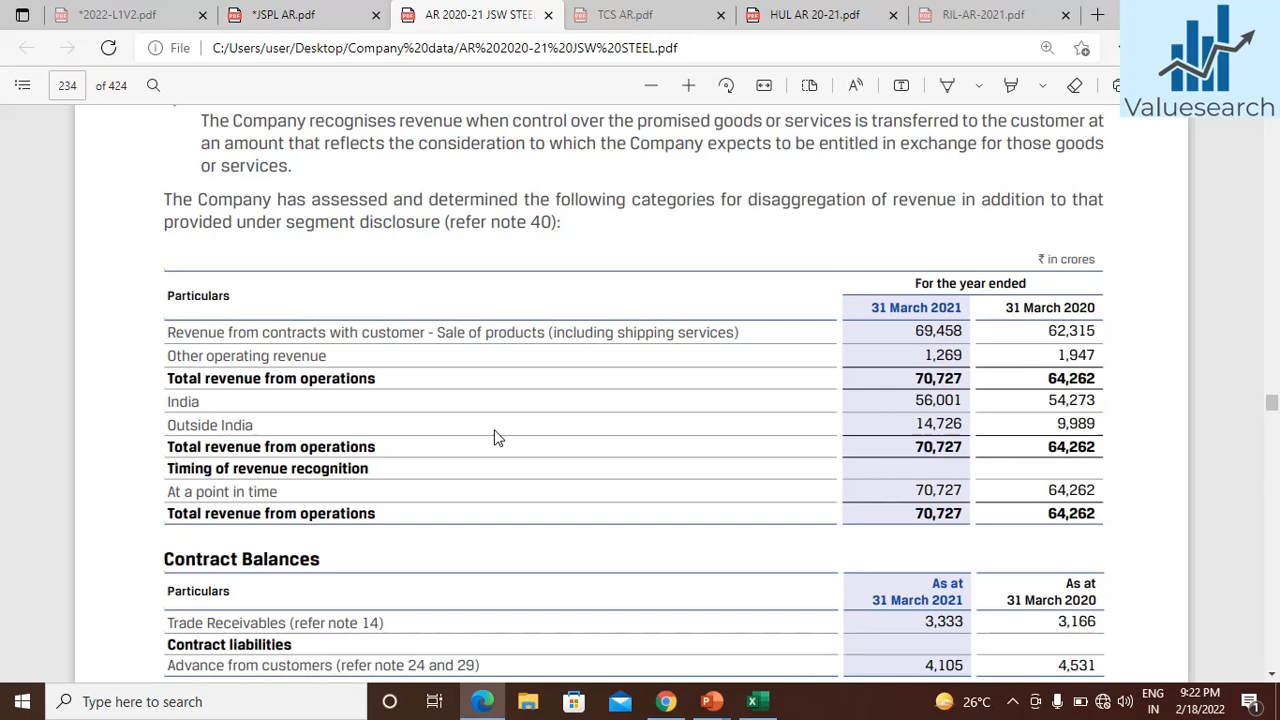 *2022-L1V2.pdf
*JSPL AR.pdf
AR 2020-21 JSW STEE
TCS AR.pdf
HUL AR 20-21.pdf
RIL-AR-2021.pdf
File
C:/Users/user/Desktop/Company%20data/AR%202020-21%20JSW%20STEEL.pdf
234 of 424
Valuesearch
The Company recognises revenue when control over the promised goods or services is transferred to the customer at
an amount that reflects the consideration to which the Company expects to be entitled in exchange for those goods
or services.
The Company has assessed and determined the following categories for disaggregation of revenue in addition to that
provided under segment disclosure (refer note 40):
₹ in crores
For the year ended
Particulars
31 March 2021 31 March 2020
Revenue from contracts with customer - Sale of products (including shipping services) 69,458 62,315
Other operating revenue 1,269 1,947
Total revenue from operations 70,727 64,262
India 56,001 54,273
Outside India 14,726 9,989
Total revenue from operations 70,727 64,262
Timing of revenue recognition
At a point in time 70,727 64,262
Total revenue from operations 70,727 64,262
Contract Balances
Particulars
As at As at
31 March 2021 31 March 2020
Trade Receivables (refer note 14) 3,333 3,166
Contract liabilities
Advance from customers (refer note 24 and 29) 4,105 4,531
Type here to search
26°C
ENG
IN
9:22 PM
2/18/2022
1